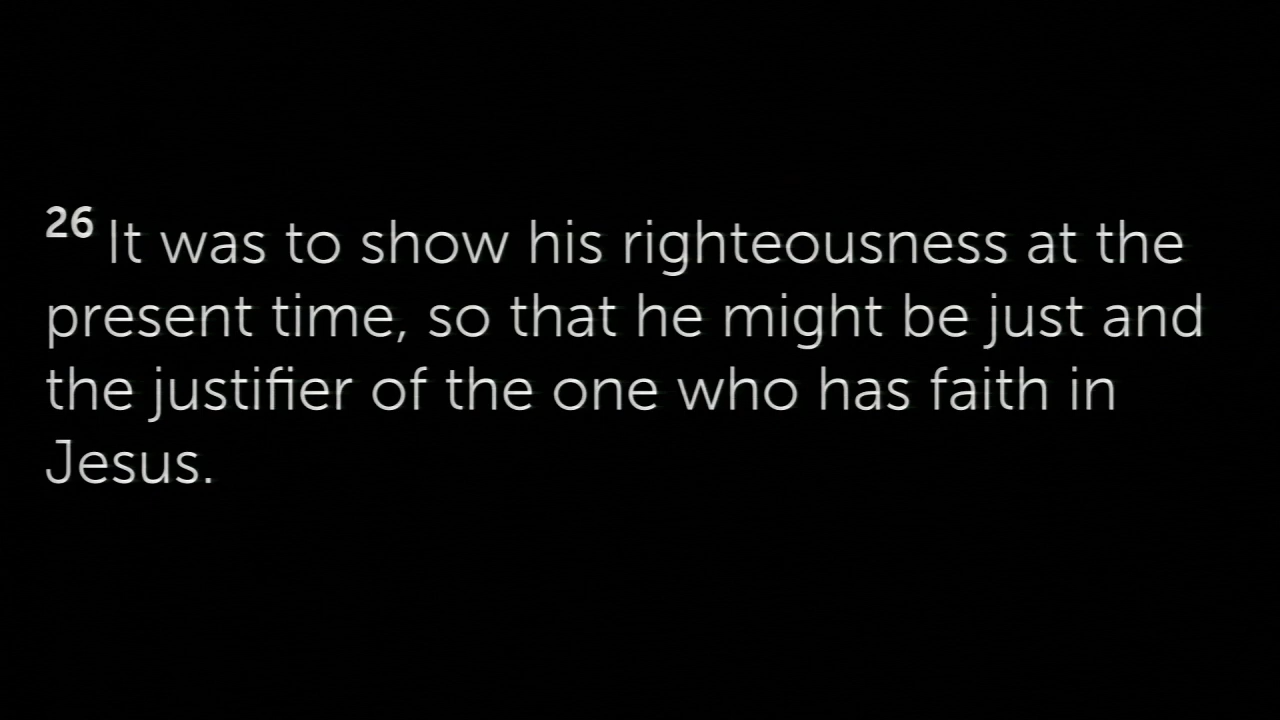 26 It was to show his righteousness at the
present time, so that he might be just and
the justifier of the one who has faith in
Jesus.